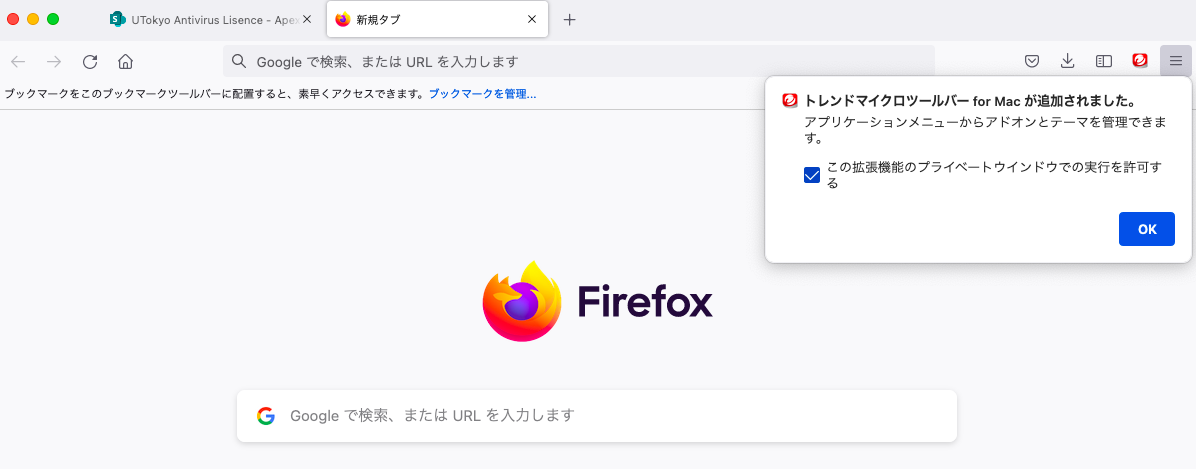 UTokyo Antivirus Lisence - Apex
新規タブ
Google で検索、または URL を入力します
ブックマークをこのブックマークツールバーに配置すると、素早くアクセスできます。ブックマークを管理...
トレンドマイクロツールバー for Mac が追加されました。
アプリケーションメニューからアドオンとテーマを管理できま
す。
この拡張機能のプライベートウインドウでの実行を許可す
る
OK
Firefox
Google で検索、または URL を入力します